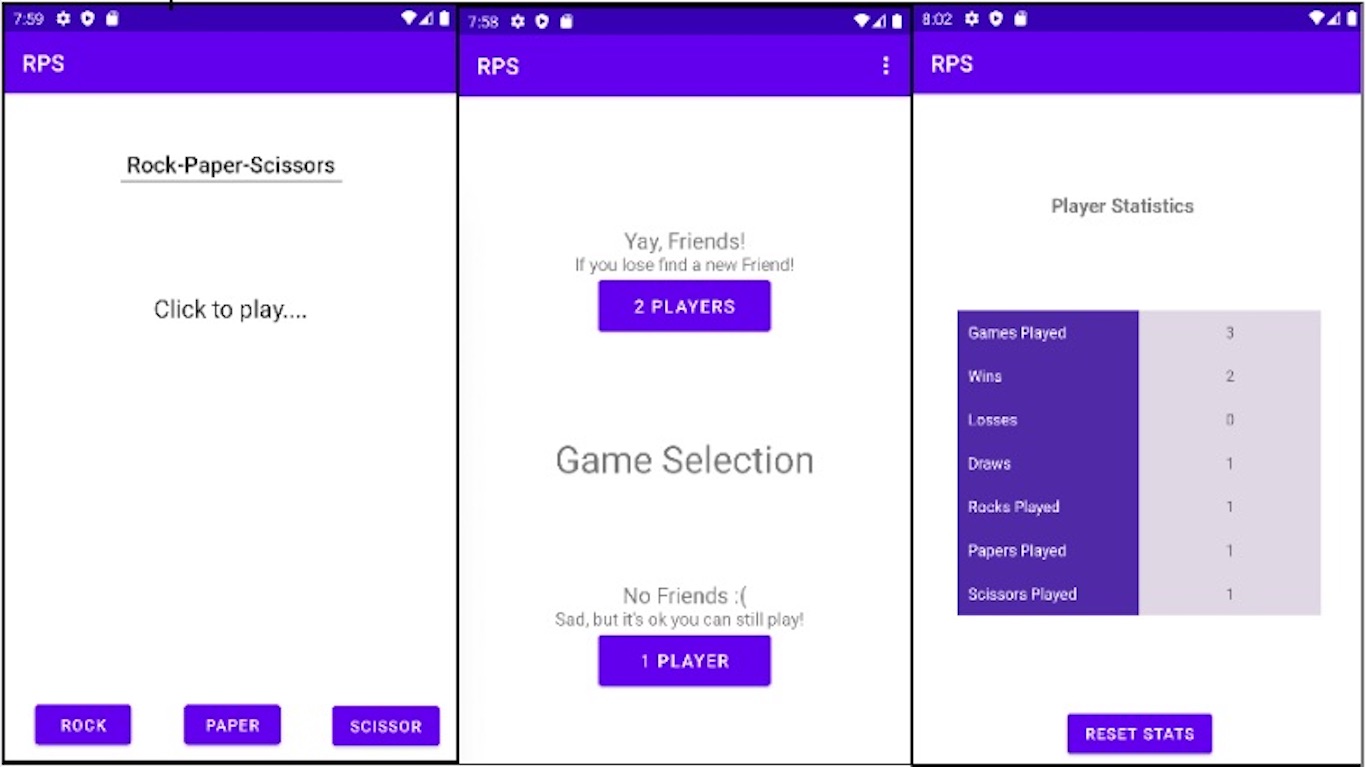 7:59
RPS
Rock-Paper-Scissors
Click to play....
ROCK PAPER SCISSOR
7:58
RPS
Yay, Friends!
If you lose find a new Friend!
2 PLAYERS
Game Selection
No Friends :(
Sad, but it's ok you can still play!
1 PLAYER
8:02
RPS
Player Statistics
Games Played 3
Wins 2
Losses 0
Draws 1
Rocks Played 1
Papers Played 1
Scissors Played 1
RESET STATS